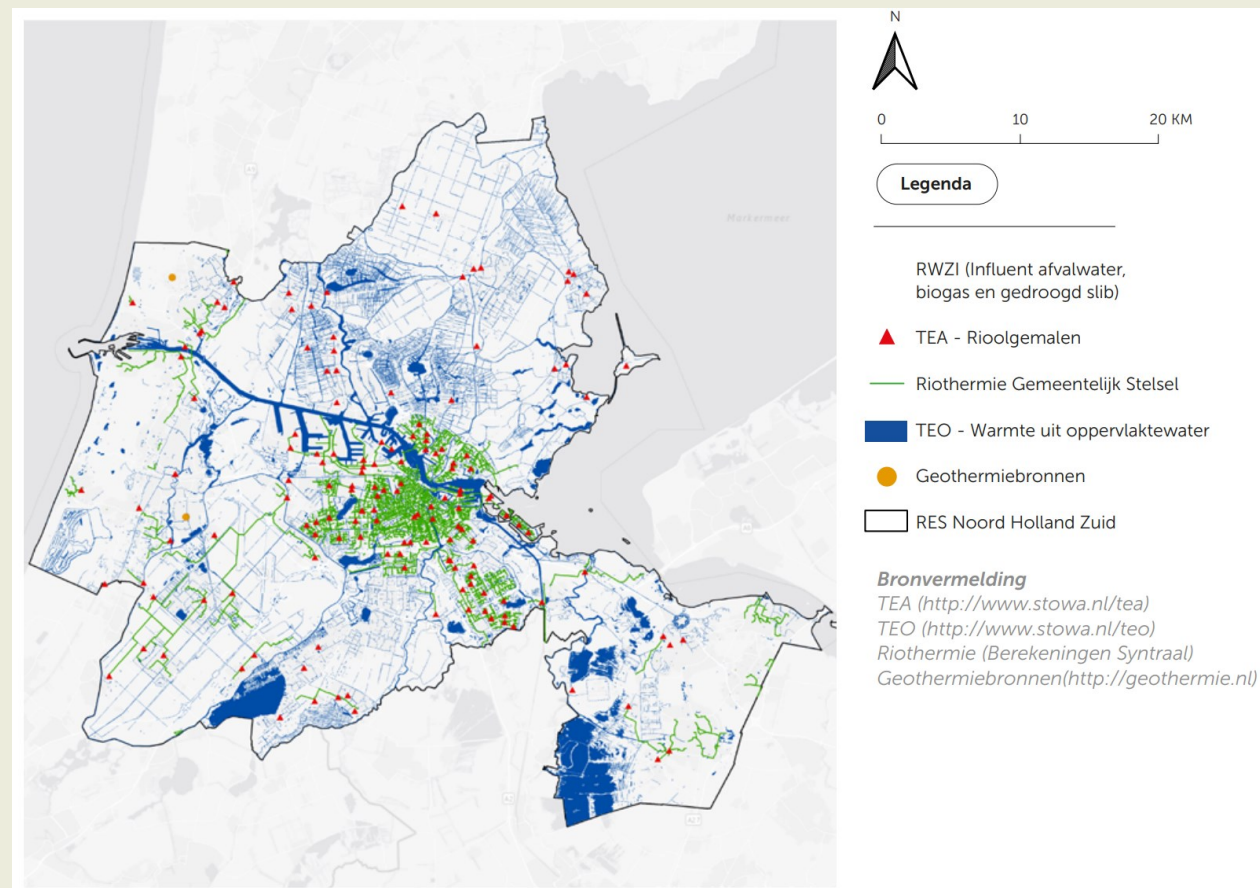 N
0 10 20 KM
Legenda
RWZI (Influent afvalwater,
biogas en gedroogd slib)
TEA - Rioolgemalen
Riothermie Gemeentelijk Stelsel
TEO - Warmte uit oppervlaktewater
Geothermiebronnen
RES Noord Holland Zuid
Bronvermelding
TEA (http://www.stowa.nl/tea)
TEO (http://www.stowa.nl/teo)
Riothermie (Berekeningen Syntraal)
Geothermiebronnen(http://geothermie.nl)
Markermeer